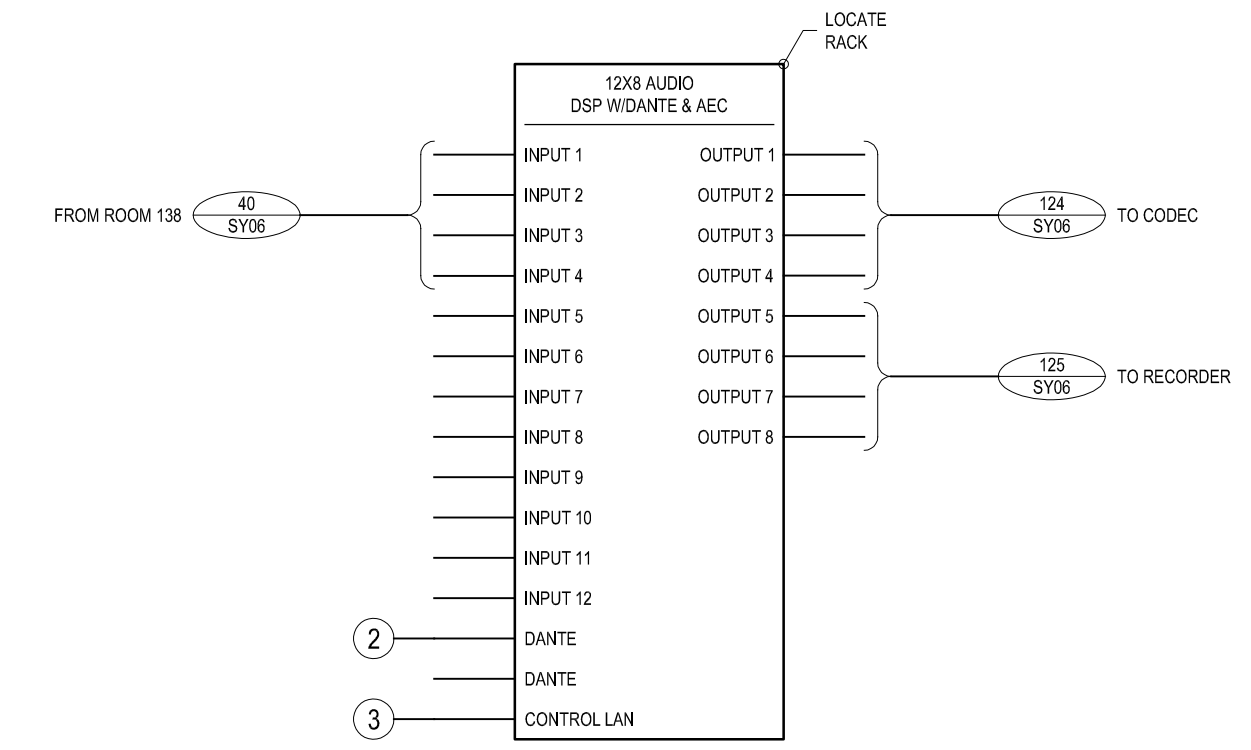 LOCATE
RACK
12X8 AUDIO
DSP W/DANTE & AEC
INPUT 1
OUTPUT 1
INPUT 2
OUTPUT 2
FROM ROOM 138
40
SY06
124
SY06
TO CODEC
INPUT 3
OUTPUT 3
INPUT 4
OUTPUT 4
INPUT 5
OUTPUT 5
INPUT 6
OUTPUT 6
125
SY06
TO RECORDER
INPUT 7
OUTPUT 7
INPUT 8
OUTPUT 8
INPUT 9
INPUT 10
INPUT 11
INPUT 12
2
DANTE
DANTE
3
CONTROL LAN